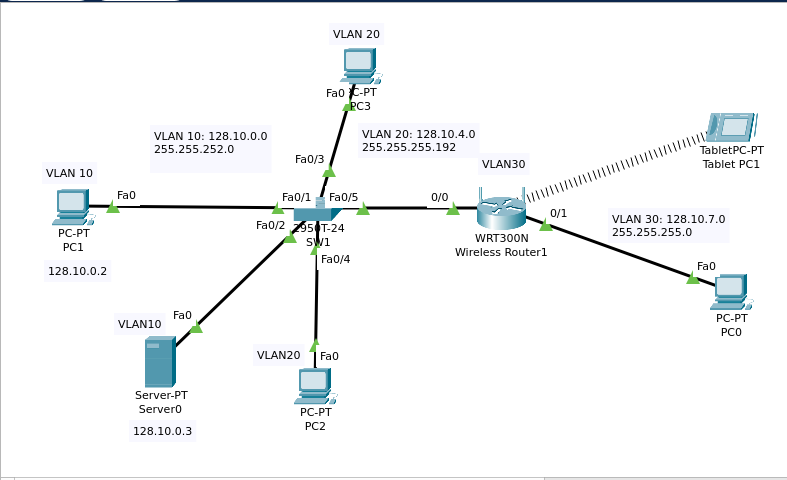 VLAN 20
Fa0
C-PT
PC3
VLAN 10: 128.10.0.0
255.255.252.0
VLAN 20: 128.10.4.0
255.255.255.192
TabletPC-PT
Tablet PC1
Fa0/3
VLAN30
VLAN 10
Fa0
Fa0/1
Fa0/5
0/0
PC-PT
PC1
Fa0/2
2950T-24
SW1
0/1
WRT300N
Wireless Router1
VLAN 30: 128.10.7.0
255.255.255.0
128.10.0.2
Fa0/4
Fa0
PC-PT
PC0
Fa0
VLAN10
VLAN20
Fa0
Server-PT
Server0
PC-PT
PC2
128.10.0.3